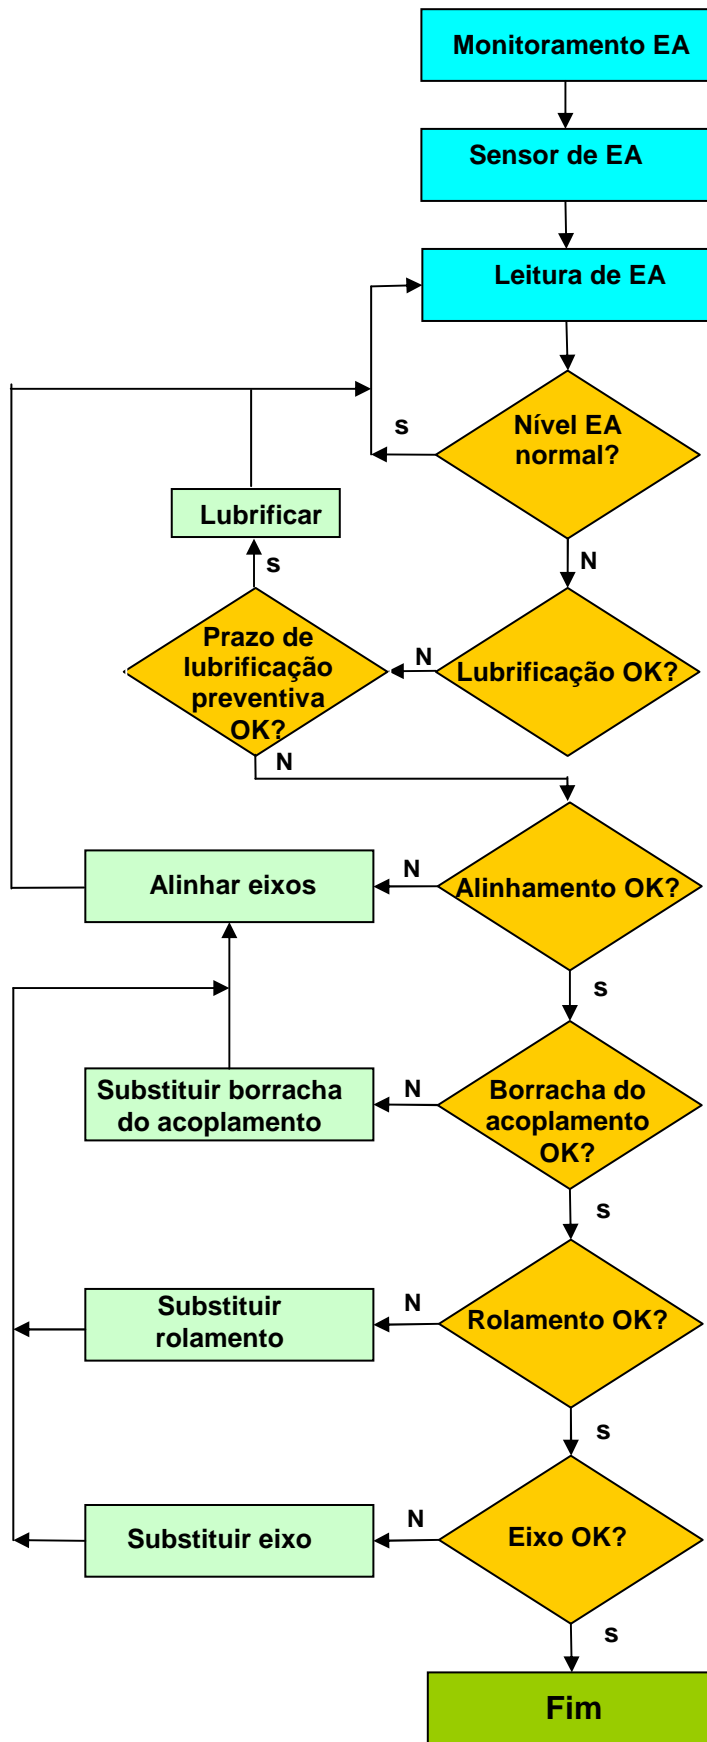 Monitoramento EA
Sensor de EA
Leitura de EA
s
Nível EA
normal?
Lubrificar
N
s
Prazo de
lubrificação
preventiva
OK?
N
Lubrificação OK?
N
Alinhar eixos
N
Alinhamento OK?
s
Substituir borracha
do acoplamento
N
Borracha do
acoplamento
OK?
s
Substituir
rolamento
N
Rolamento OK?
s
Substituir eixo
N
Eixo OK?
s
Fim